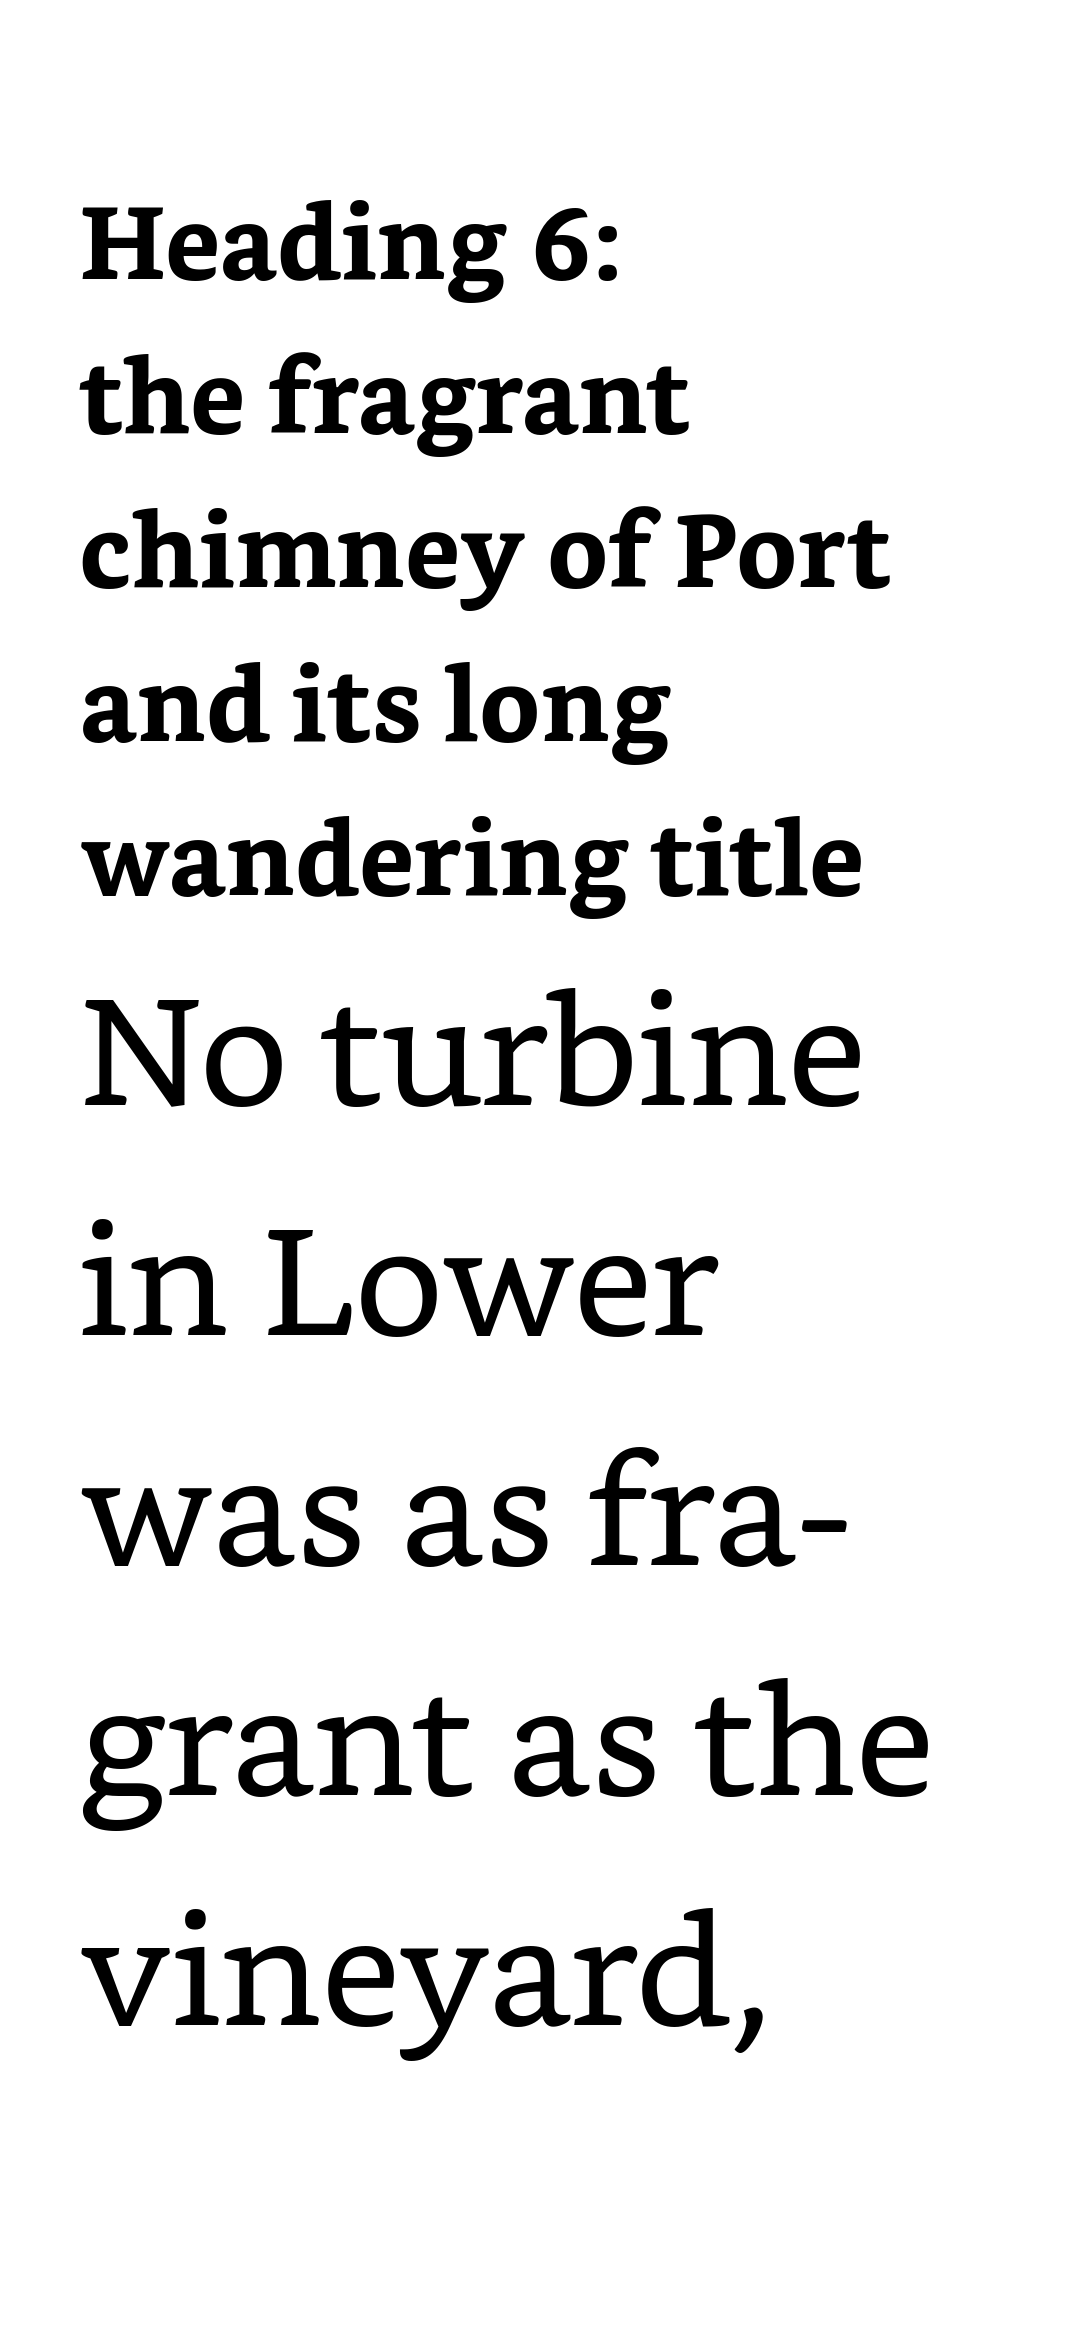 Heading 6:
the fragrant
chimney of Port
and its long
wandering title
No turbine
in Lower
was as fra-
grant as the
vineyard,